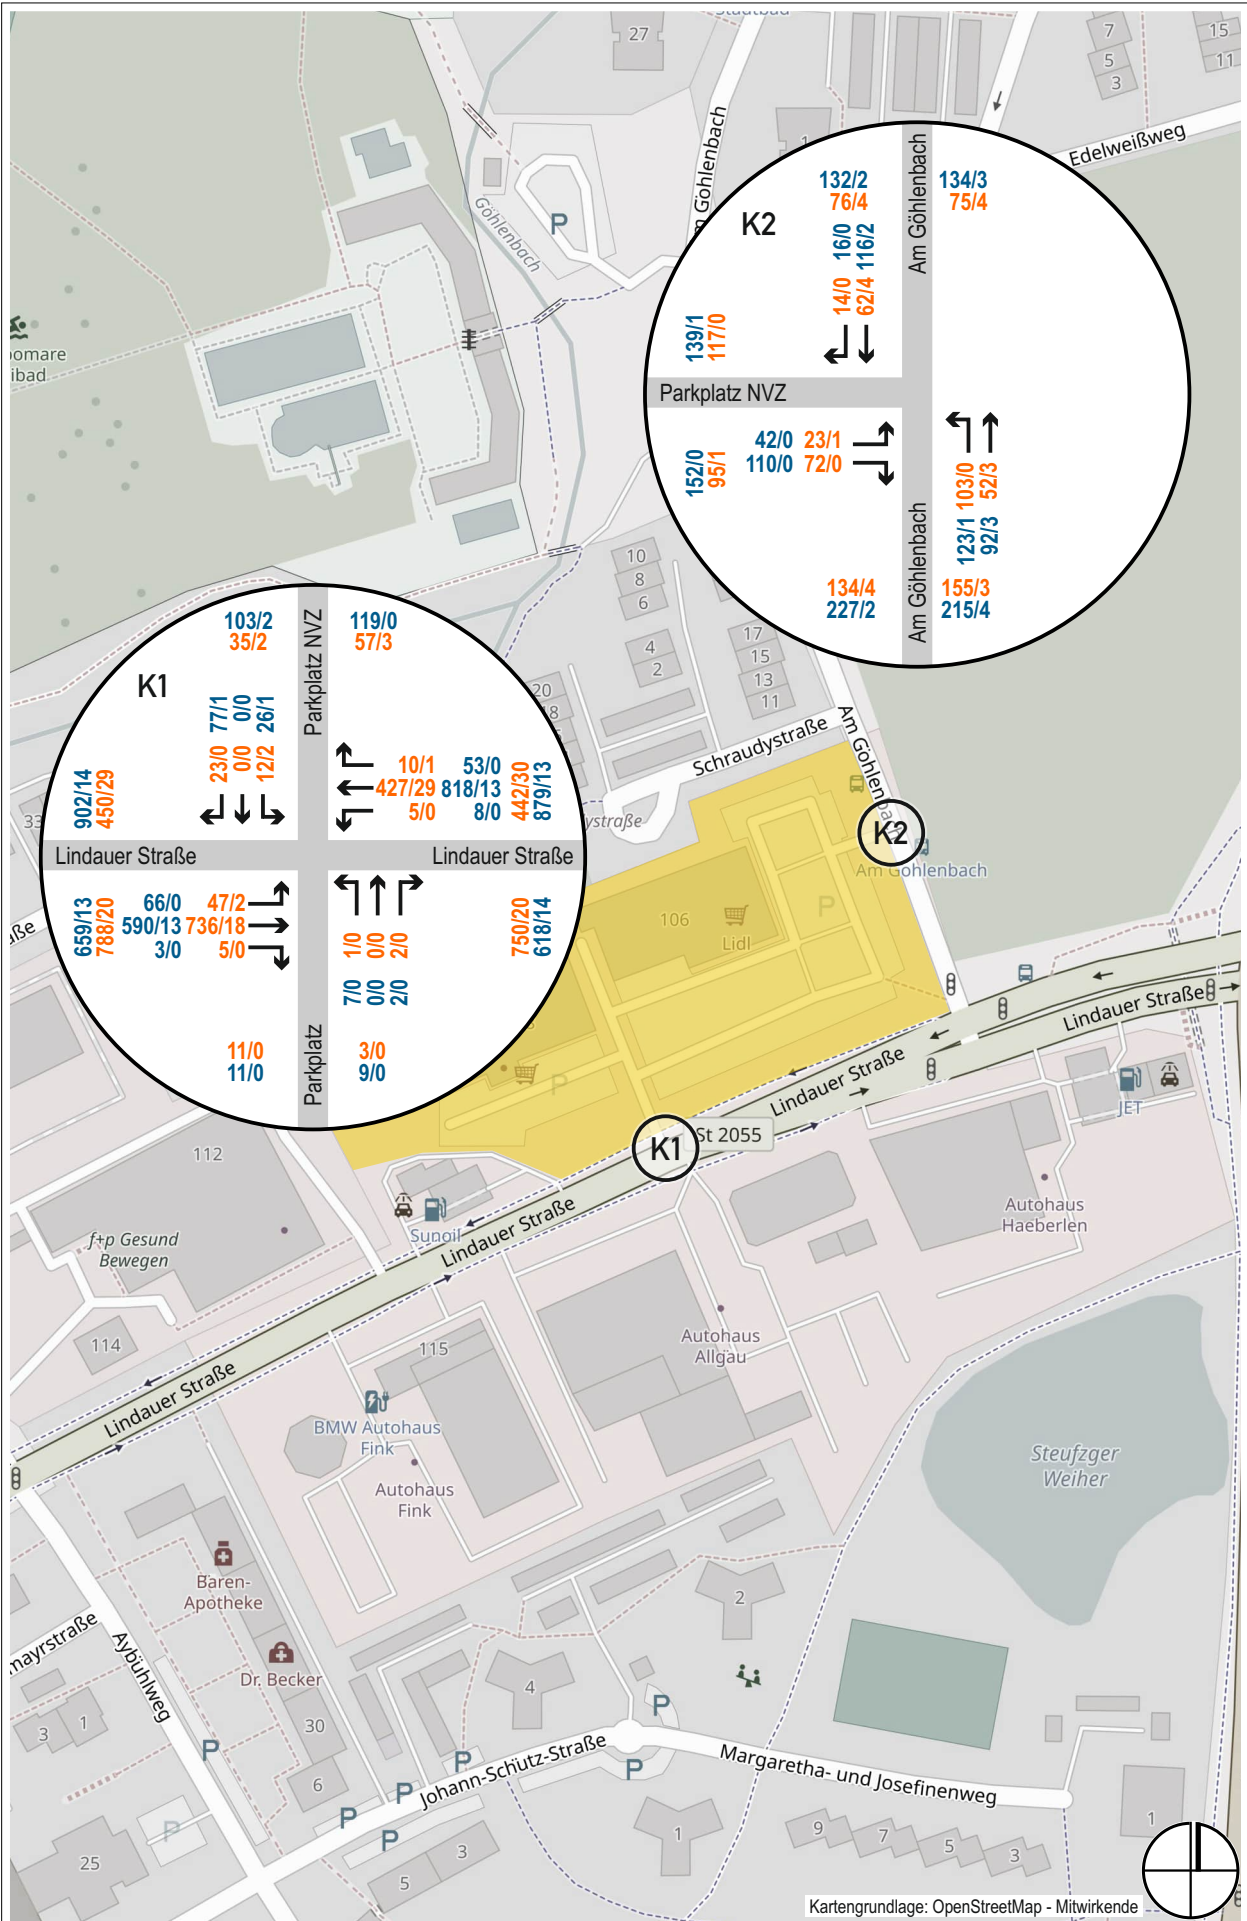 27
7
5
3
15
11
Am Göhlenbach
Edelweißweg
Göhlenbach
P
1
K2
132/2
76/4
16/0
116/2
14/0
62/4
Am Göhlenbach
134/3
75/4
139/1
117/0
Parkplatz NVZ
42/0 23/1
110/0 72/0
152/0
95/1
103/0
52/3
123/1
92/3
134/4
227/2
Am Göhlenbach
155/3
215/4
10
8
6
4
2
17
15
13
11
20
18
K1
103/2
35/2
Parkplatz NVZ
119/0
57/3
77/1
0/0
26/1
23/0
0/0
12/2
902/14
450/29
10/1 53/0
427/29 818/13
5/0 8/0
442/30
879/13
Lindauer Straße
Lindauer Straße
659/13
788/20
66/0 47/2
590/13 736/18
3/0 5/0
1/0
0/0
2/0
7/0
0/0
2/0
750/20
618/14
11/0
11/0
Parkplatz
3/0
9/0
33
Schraudystraße
Am Göhlenbach
K2
Am Göhlenbach
106
Lidl
P
P
Lindauer Straße
Lindauer Straße
K1
St 2055
JET
112
f+p Gesund
Bewegen
Sunoil
Lindauer Straße
Autohaus
Haeberlen
114
115
Autohaus
Allgäu
Lindauer Straße
BMW Autohaus
Fink
Autohaus
Fink
Steufzger
Weiher
Bären-
Apotheke
Dr. Becker
Aybühlweg
2
4
3
1
30
6
P
P
P
P
P
P
P
P
Johann-Schütz-Straße
Margaretha- und Josefinenweg
25
5
3
1
9
7
5
3
1
Kartengrundlage: OpenStreetMap - Mitwirkende